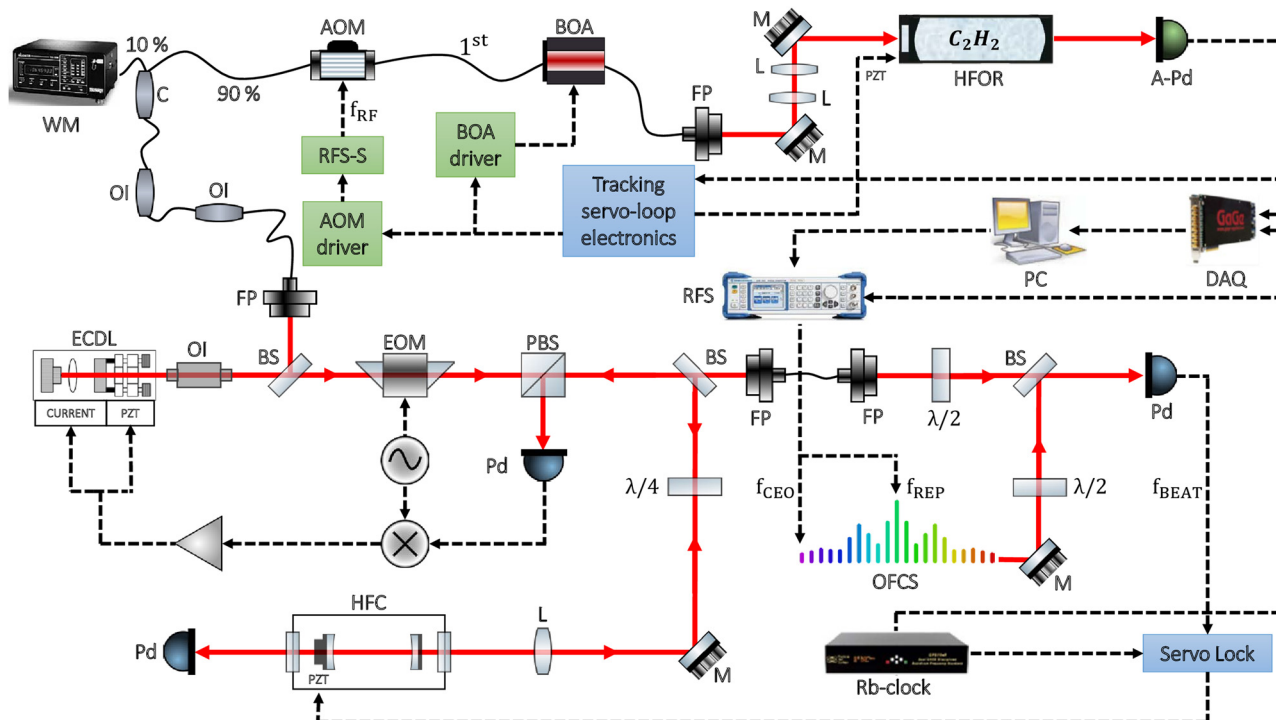 10 %
AOM
1st
BOA
M
C2H2
C
90 %
fRF
L
PZT
HFOR
A-Pd
WM
FP
L
BOA
driver
M
RFS-S
OI
OI
AOM
driver
Tracking
servo-loop
electronics
GaGe
PC
DAQ
RFS
FP
ECDL
OI
BS
EOM
PBS
BS
BS
CURRENT
PZT
FP
FP
λ/2
Pd
Pd
λ/4
fCEO
fREP
λ/2
fBEAT
OFCS
M
HFC
L
Pd
PZT
M
Rb-clock
Servo Lock